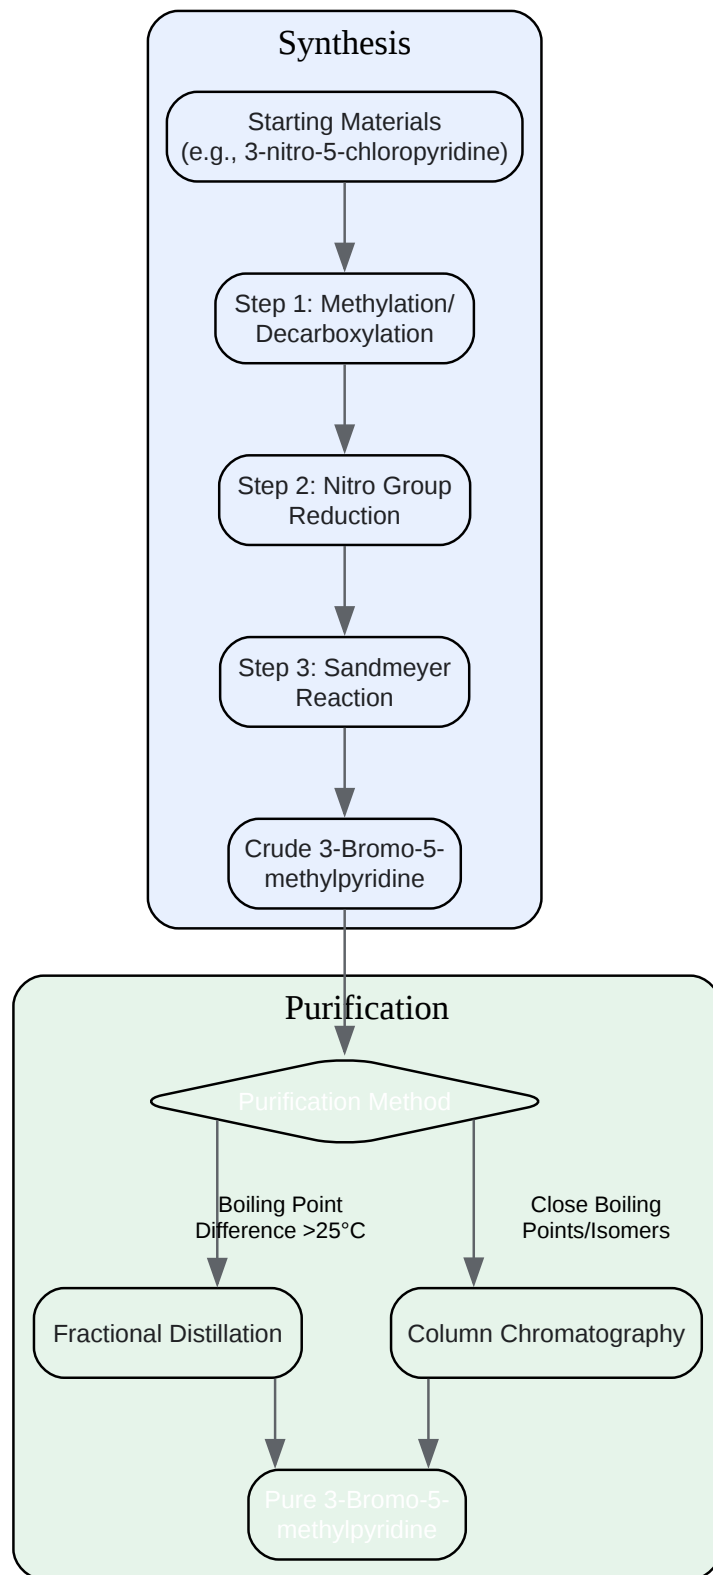 Synthesis
Starting Materials
(e.g., 3-nitro-5-chloropyridine)
Step 1: Methylation/
Decarboxylation
Step 2: Nitro Group
Reduction
Step 3: Sandmeyer
Reaction
Crude 3-Bromo-5-
methylpyridine
Purification
Purification Method
Boiling Point
Difference >25°C
Close Boiling
Points/Isomers
Fractional Distillation
Column Chromatography
Pure 3-Bromo-5-
methylpyridine